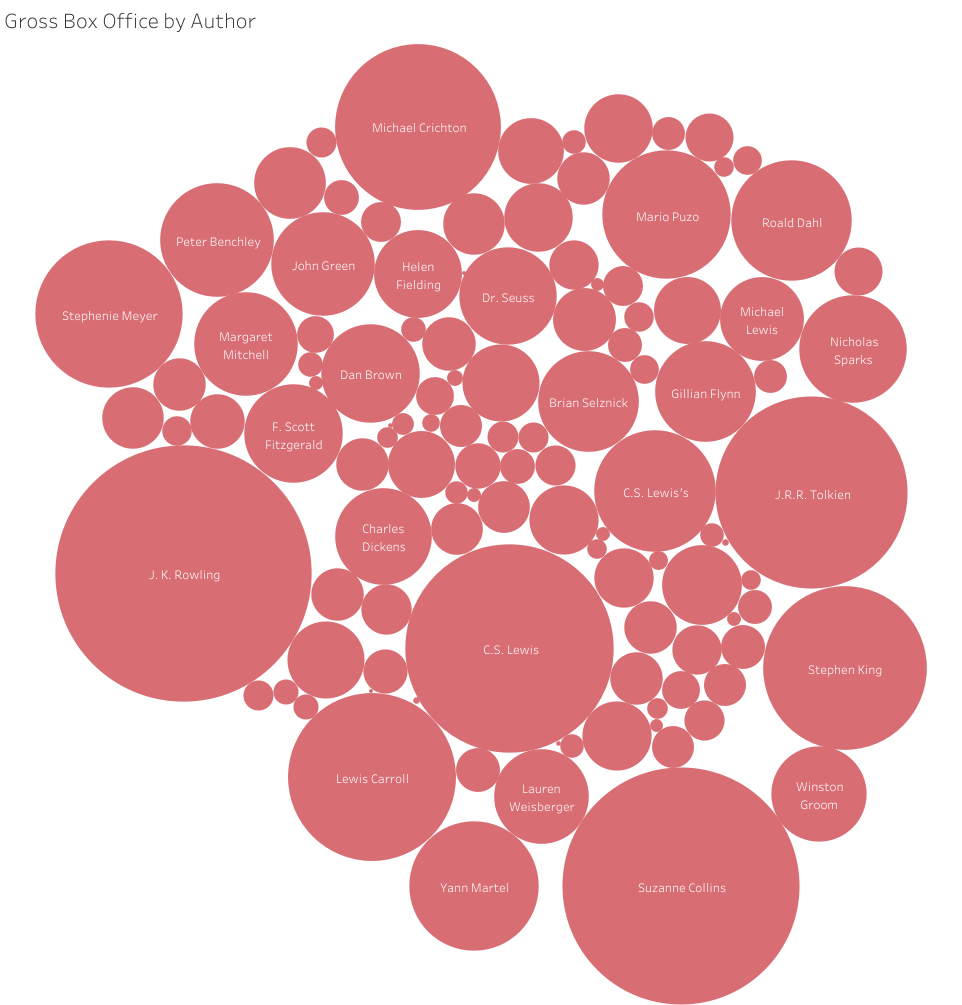 Gross Box Office by Author
Michael Crichton
Mario Puzo
Roald Dahl
Peter Benchley
John Green
Helen
Fielding
Dr. Seuss
Stephenie Meyer
Margaret
Mitchell
Michael
Lewis
Nicholas
Sparks
Dan Brown
Brian Selznick
Gillian Flynn
F. Scott
Fitzgerald
C.S. Lewis's
J.R.R. Tolkien
Charles
Dickens
J. K. Rowling
C.S. Lewis
Stephen King
Lewis Carroll
Lauren
Weisberger
Winston
Groom
Yann Martel
Suzanne Collins